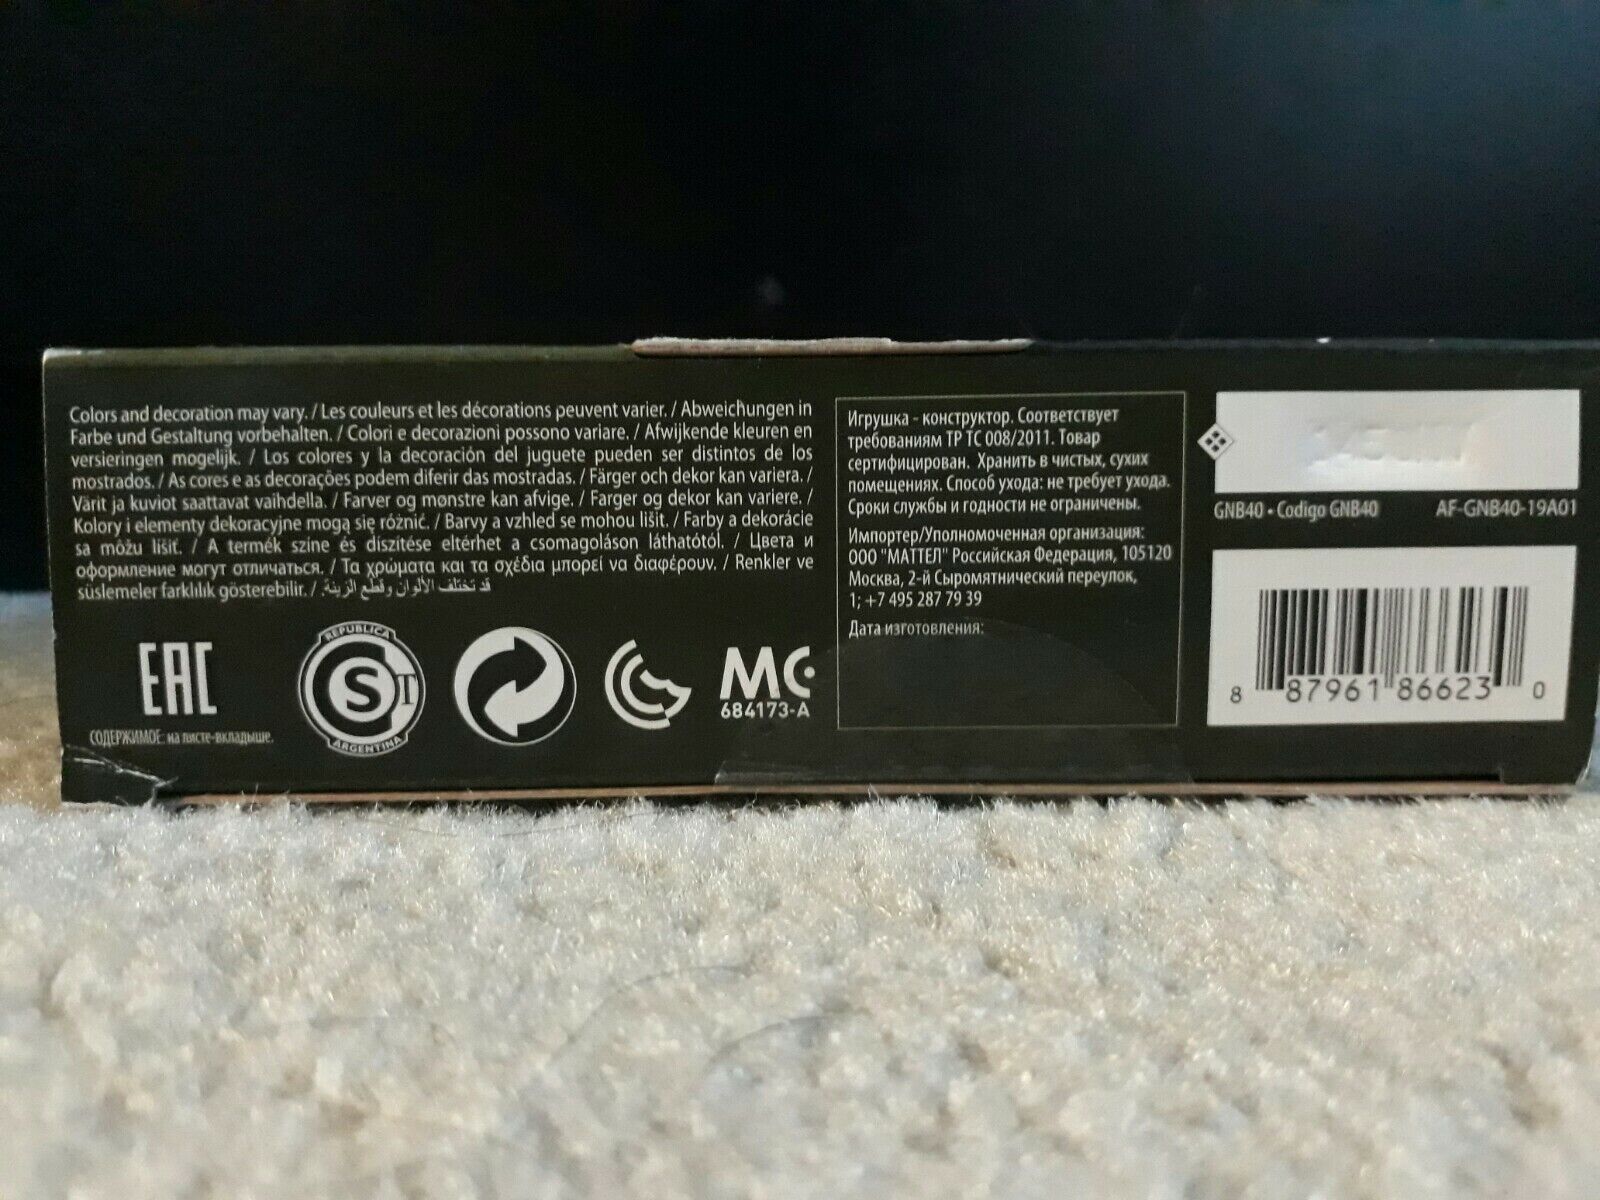 Colors and decoration may vary. / Les couleurs et les décorations peuvent varier. / Abweichungen in
Farbe und Gestaltung vorbehalten. / Colori e decorazioni possono variare. / Afwijkende kleuren en
versieringen mogelijk. / Los colores y la decoración del juguete pueden ser distintos de los
mostrados. / As cores e as decorações podem diferir das mostradas. / Färger och dekor kan variera. /
Värit ja kuviot saattavat vaihdella. / Farver og mønstre kan afvige. / Farger og dekor kan variere. /
Kolory i elementy dekoracyjne mogą się różnić. / Barvy a vzhled se mohou lišit. / Farby a dekorácie
sa môžu líšiť. / A termék színe és díszítése eltérhet a csomagoláson láthatótól. / Цвета и
оформление могут отличаться. / Τα χρώματα και τα σχέδια μπορεί να διαφέρουν. / Renkler ve
süslemeler farklılık gösterebilir. / قد تختلف الألوان وقطع الزينة.
EAC
СОДЕРЖИМОЕ: на листе-вкладыше.
REPUBLICA
S T
ARGENTINA
MC
684173-A
Игрушка - конструктор. Соответствует
требованиям ТР ТС 008/2011. Товар
сертифицирован. Хранить в чистых, сухих
помещениях. Способ ухода: не требует ухода.
Сроки службы и годности не ограничены.
Импортер/Уполномоченная организация:
ООО "МАТТЕЛ" Российская Федерация, 105120
Москва, 2-й Сыромятнический переулок,
1; +7 495 287 79 39
Дата изготовления:
GNB40 • Codigo GNB40
AF-GNB40-19A01
8 87961 86623 0